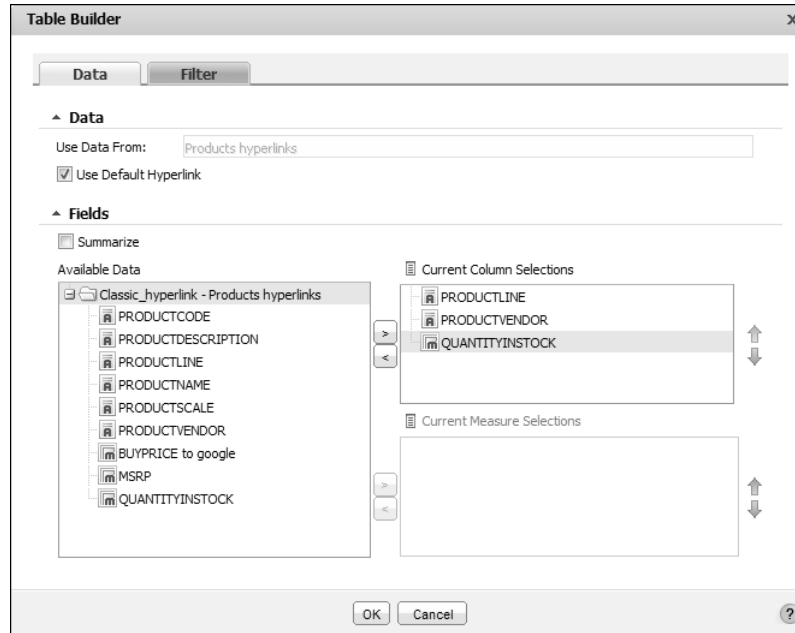 Table Builder
Data
Filter
Data
Use Data From: Products hyperlinks
Use Default Hyperlink
Fields
Summarize
Available Data
Classic_hyperlink - Products hyperlinks
PRODUCTCODE
PRODUCTDESCRIPTION
PRODUCTLINE
PRODUCTNAME
PRODUCTSCALE
PRODUCTVENDOR
BUYPRICE to google
MSRP
QUANTITYINSTOCK
>
<
>
<
Current Column Selections
PRODUCTLINE
PRODUCTVENDOR
QUANTITYINSTOCK
Current Measure Selections
OK
Cancel
?